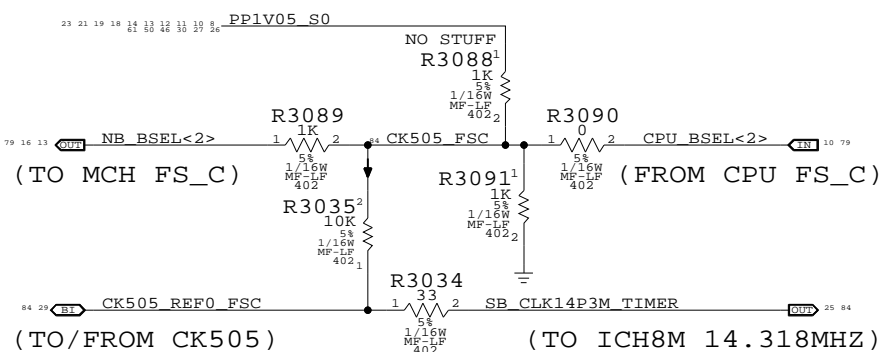 23 21 19 18 14 13 12 11 10 8
61 50 46 30 27 26
PP1V05_S0
NO STUFF
R3088
1
1K
5%
1/16W
MF-LF
402
2
R3089
1K
1 2
5%
1/16W
MF-LF
402
79 16 13 OUT NB_BSEL<2>
84 CK505_FSC
R3090
0
1 2
5%
1/16W
MF-LF
402
CPU_BSEL<2>
IN 10 79
(TO MCH FS_C)
(FROM CPU FS_C)
R3035
2
10K
5%
1/16W
MF-LF
402
1
R3091
1
1K
5%
1/16W
MF-LF
402
2
84 29 BI CK505_REF0_FSC
R3034
33
1 2
5%
1/16W
MF-LF
402
SB_CLK14P3M_TIMER
OUT 25 84
(TO/FROM CK505)
(TO ICH8M 14.318MHZ)